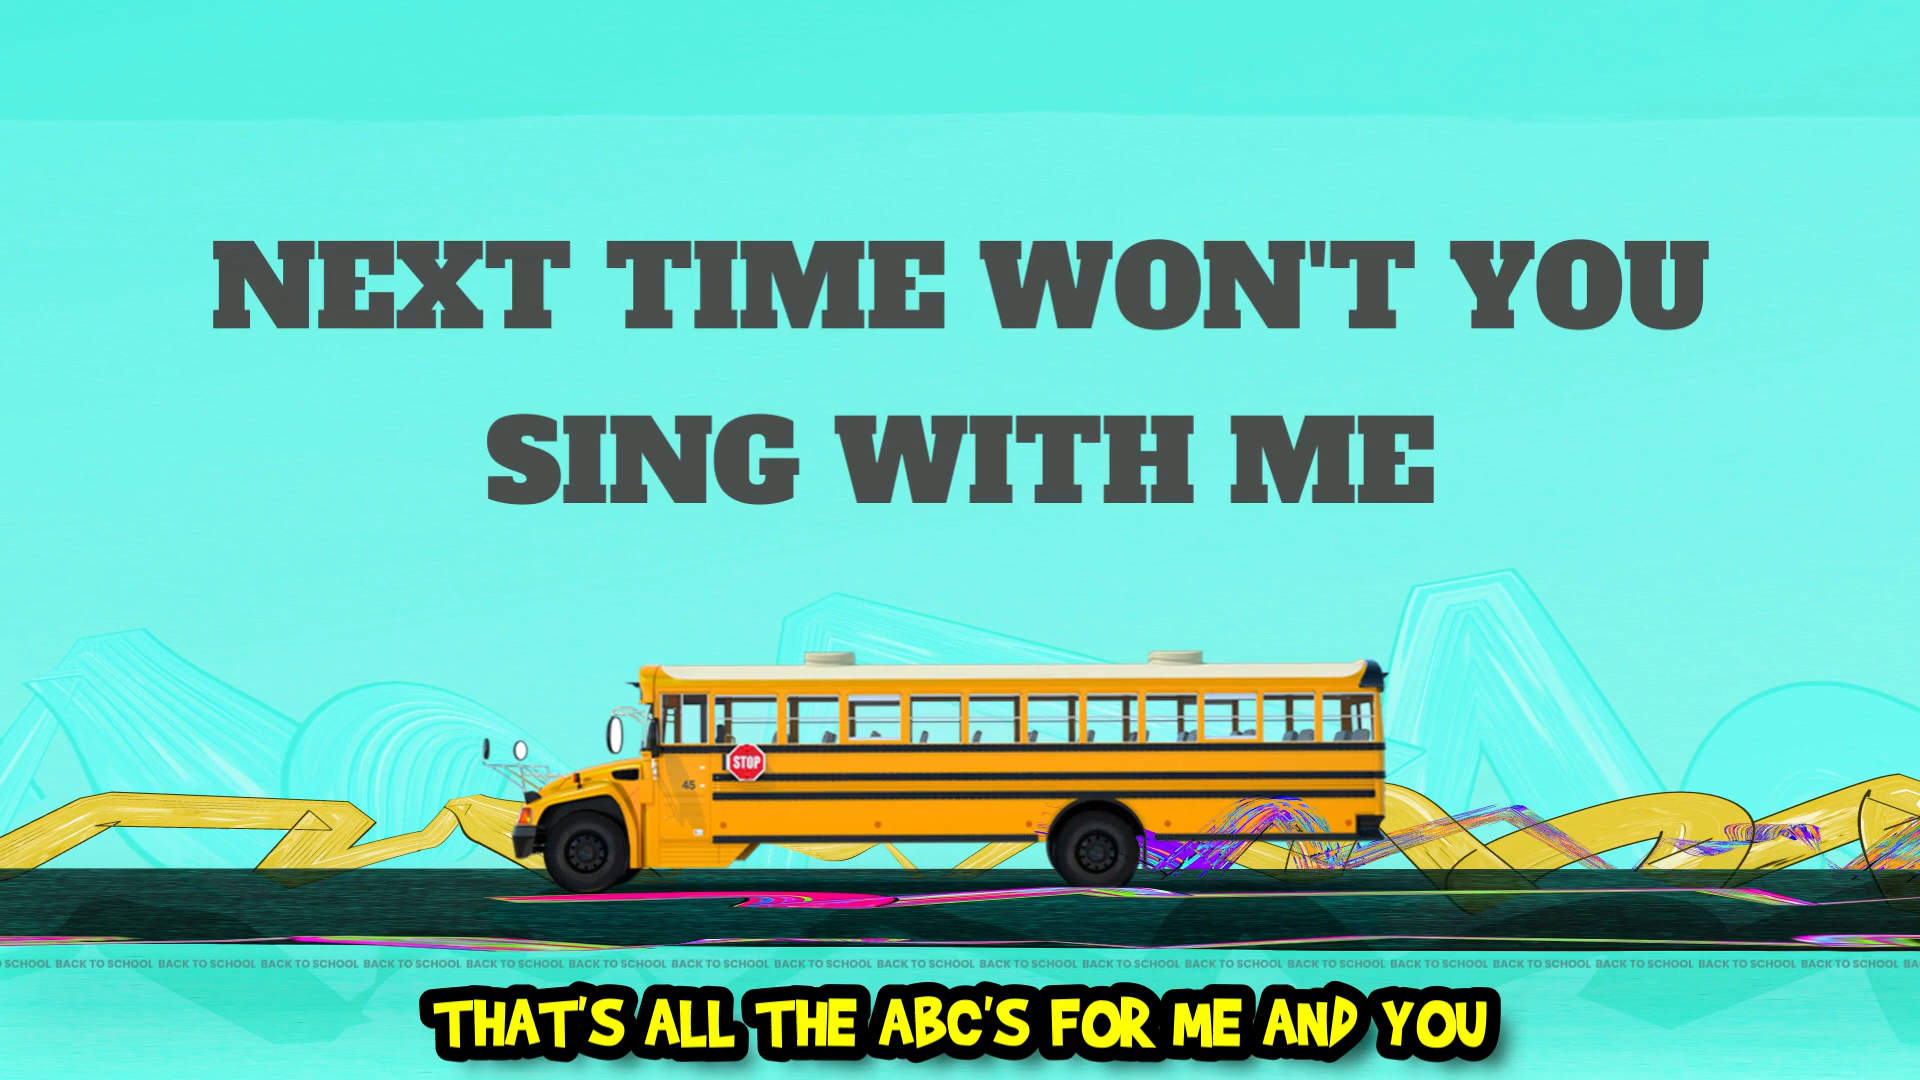 NEXT TIME WON'T YOU
SING WITH ME
STOP
45
SCHOOL BACK TO SCHOOL BACK TO SCHOOL BACK TO SCHOOL BACK TO SCHOOL BACK TO SCHOOL BACK TO SCHOOL BACK TO SCHOOL BACK TO SCHOOL BACK TO SCHOOL BACK TO SCHOOL BACK TO SCHOOL BACK TO SCHOOL BACK TO SCHOOL BACK TO SCHOOL BACK TO SCHOOL BACK TO SCHOOL BACK TO SCHOOL BACK TO SCHOOL BA
THAT'S ALL THE ABC'S FOR ME AND YOU